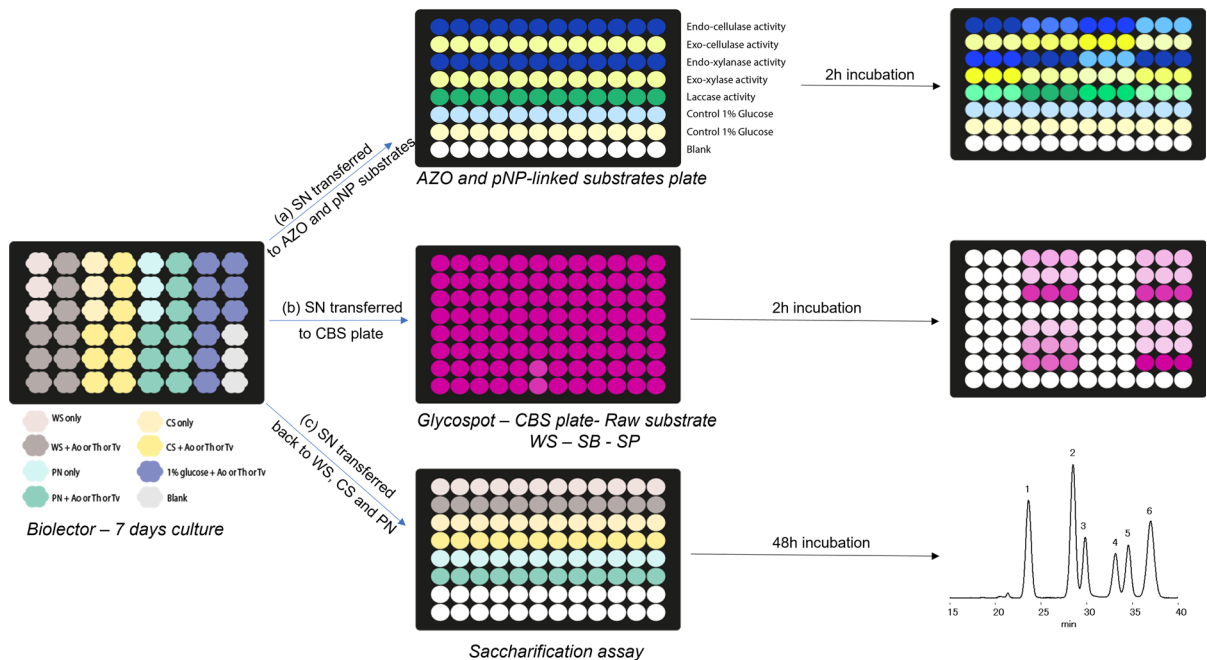 Endo-cellulase activity
Exo-cellulase activity
Endo-xylanase activity
Exo-xylase activity
Laccase activity
Control 1% Glucose
Control 1% Glucose
Blank
2h incubation
AZO and pNP-linked substrates plate
(a) SN transferred
to AZO and pNP substrates
(b) SN transferred
to CBS plate
2h incubation
Glycospot – CBS plate- Raw substrate
WS – SB - SP
(c) SN transferred
back to WS, CS and PN
WS only
CS only
WS + Ao or Th or Tv
CS + Ao or Th or Tv
PN only
1% glucose + Ao or Th or Tv
PN + Ao or Th or Tv
Blank
Biolector – 7 days culture
48h incubation
Saccharification assay
1
2
3
4
5
6
15
20
25
30
35
40
min